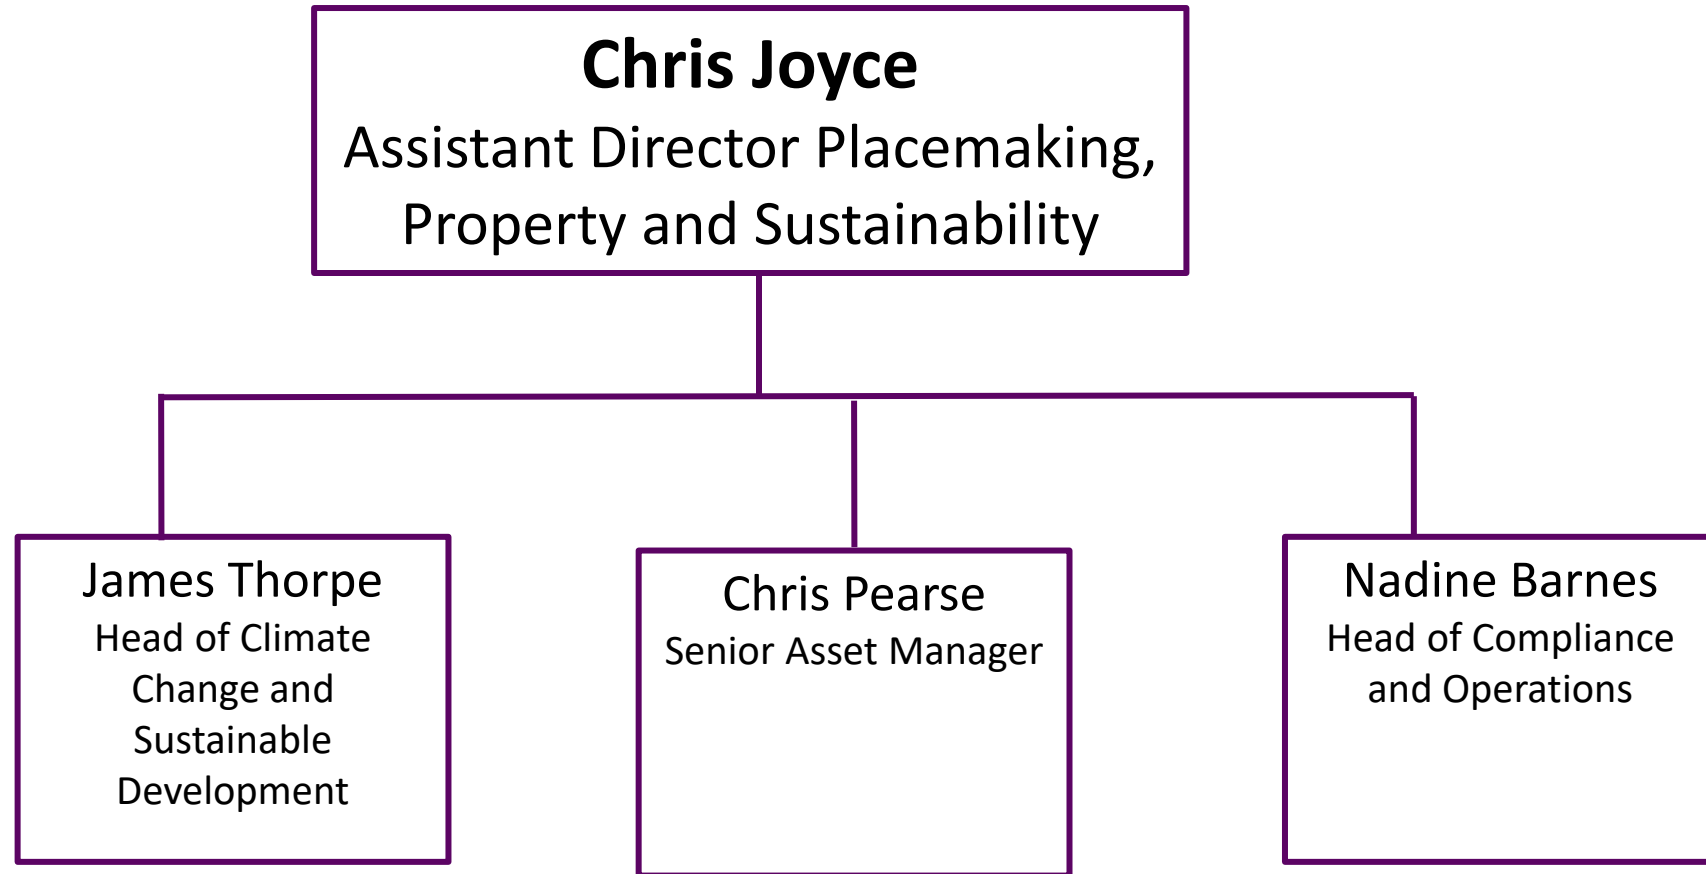 Chris Joyce
Assistant Director Placemaking,
Property and Sustainability
James Thorpe
Head of Climate
Change and
Sustainable
Development
Chris Pearse
Senior Asset Manager
Nadine Barnes
Head of Compliance
and Operations